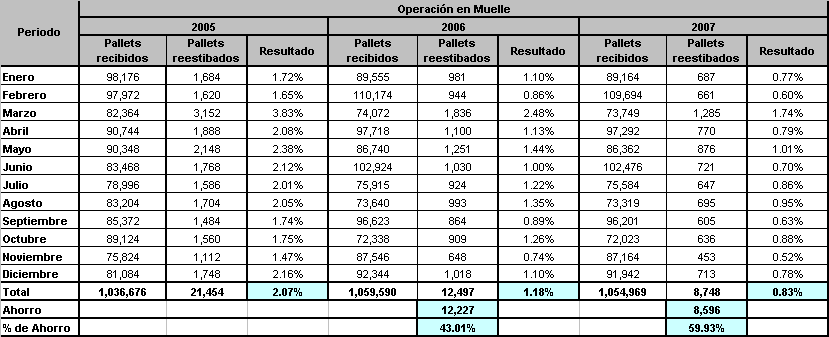 Periodo Operación en Muelle
2005 2006 2007
Pallets recibidos Pallets reestibados Resultado Pallets recibidos Pallets reestibados Resultado Pallets recibidos Pallets reestibados Resultado
Enero 98,176 1,684 1.72% 89,555 981 1.10% 89,164 687 0.77%
Febrero 97,972 1,620 1.65% 110,174 944 0.86% 109,694 661 0.60%
Marzo 82,364 3,152 3.83% 74,072 1,836 2.48% 73,749 1,285 1.74%
Abril 90,744 1,888 2.08% 97,718 1,100 1.13% 97,292 770 0.79%
Mayo 90,348 2,148 2.38% 86,740 1,251 1.44% 86,362 876 1.01%
Junio 83,468 1,768 2.12% 102,924 1,030 1.00% 102,476 721 0.70%
Julio 78,996 1,586 2.01% 75,915 924 1.22% 75,584 647 0.86%
Agosto 83,204 1,704 2.05% 73,640 993 1.35% 73,319 695 0.95%
Septiembre 85,372 1,484 1.74% 96,623 864 0.89% 96,201 605 0.63%
Octubre 89,124 1,560 1.75% 72,338 909 1.26% 72,023 636 0.88%
Noviembre 75,824 1,112 1.47% 87,546 648 0.74% 87,164 453 0.52%
Diciembre 81,084 1,748 2.16% 92,344 1,018 1.10% 91,942 713 0.78%
Total 1,036,676 21,454 2.07% 1,059,590 12,497 1.18% 1,054,969 8,748 0.83%
Ahorro 12,227 8,596
% de Ahorro 43.01% 59.93%